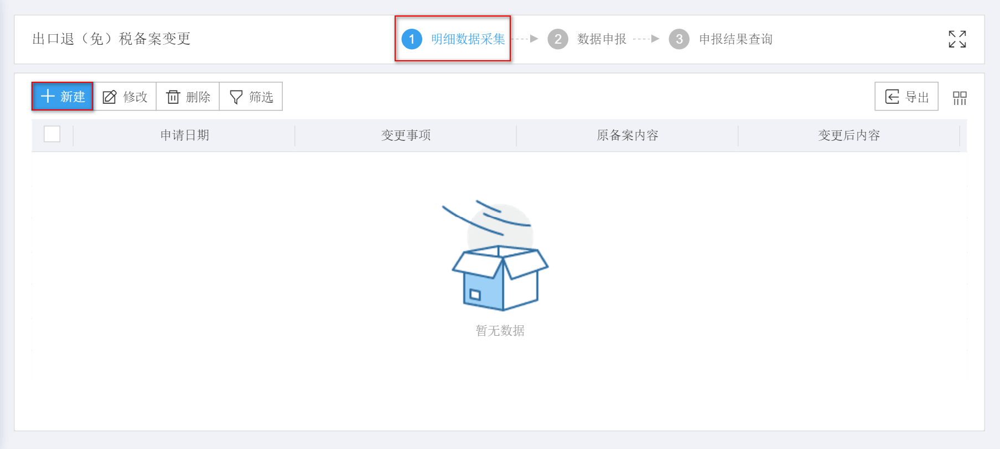 出口退（免）税备案变更
1 明细数据采集 2 数据申报 3 申报结果查询
新建 修改 删除 筛选 导出
申请日期 变更事项 原备案内容 变更后内容
暂无数据